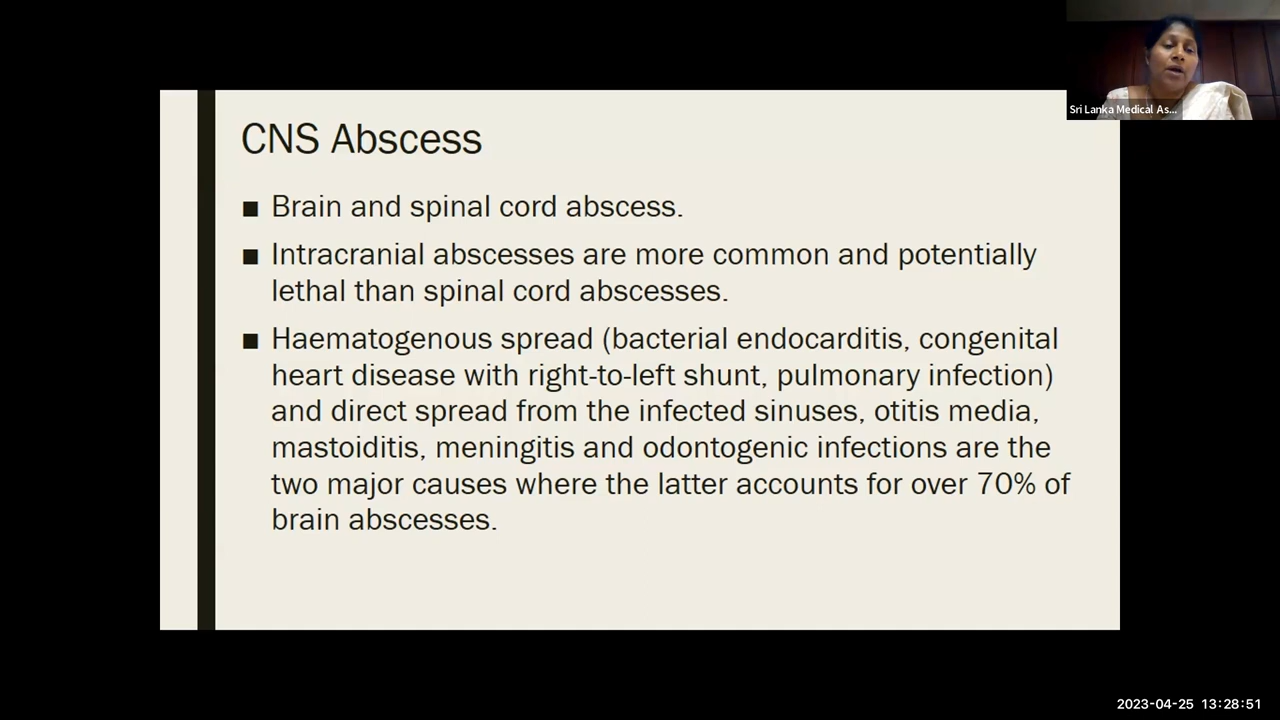 Sri Lanka Medical As...
CNS Abscess
■ Brain and spinal cord abscess.
■ Intracranial abscesses are more common and potentially
lethal than spinal cord abscesses.
■ Haematogenous spread (bacterial endocarditis, congenital
heart disease with right-to-left shunt, pulmonary infection)
and direct spread from the infected sinuses, otitis media,
mastoiditis, meningitis and odontogenic infections are the
two major causes where the latter accounts for over 70% of
brain abscesses.
2023-04-25 13:28:51